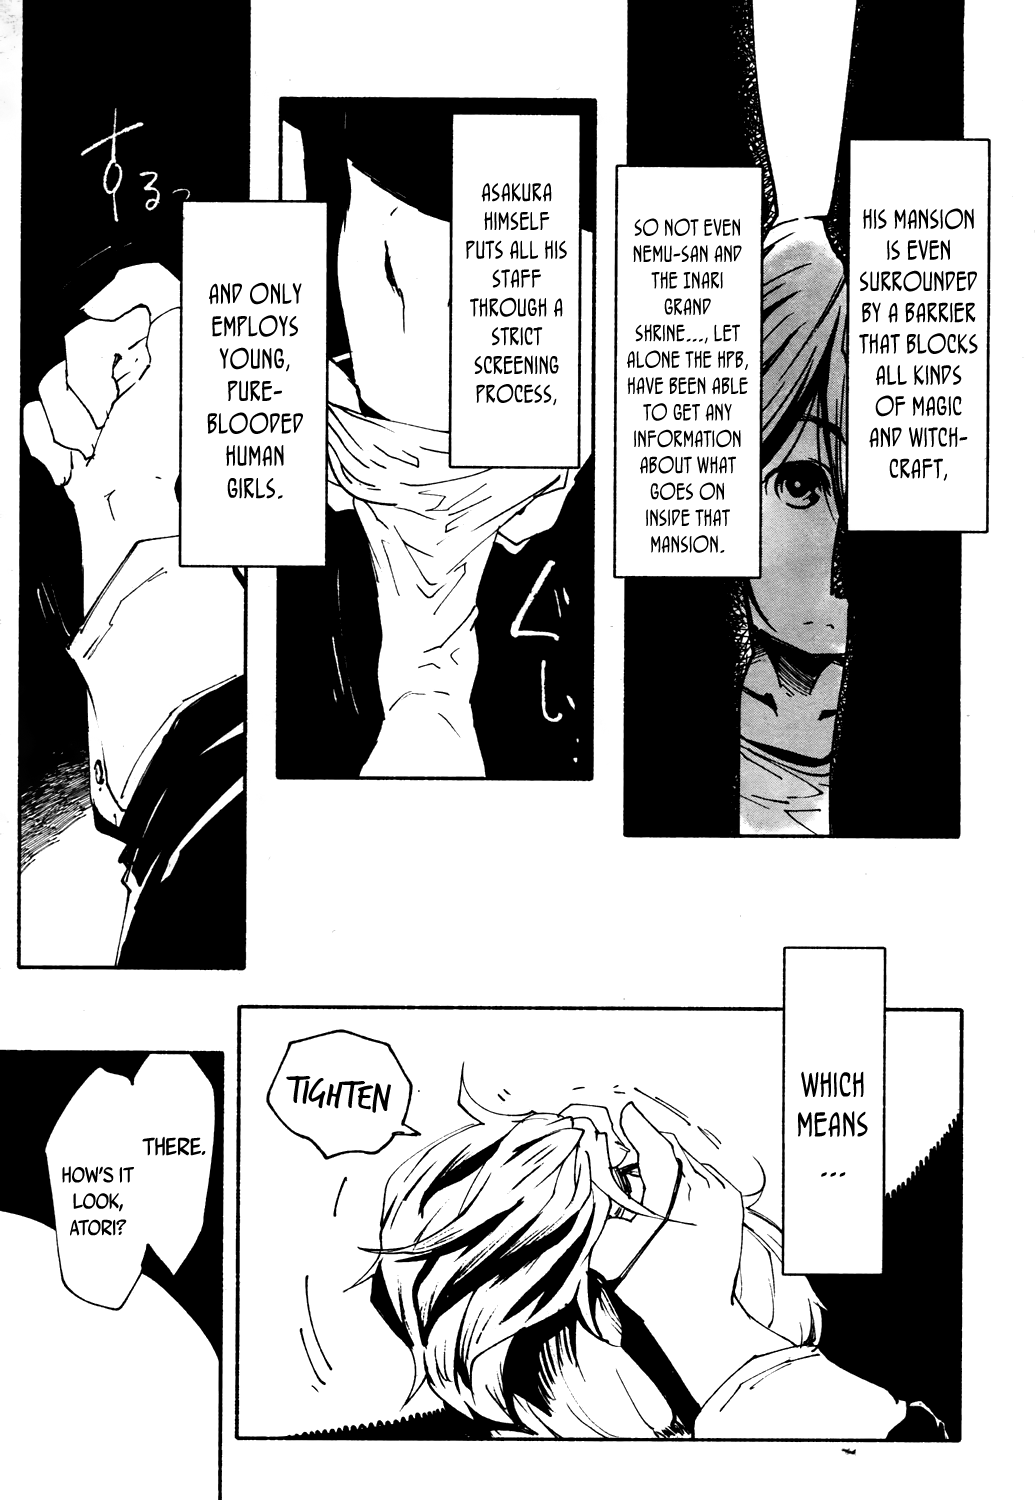 HIS MANSION
IS EVEN
SURROUNDED
BY A BARRIER
THAT BLOCKS
ALL KINDS
OF MAGIC
AND WITCH-
CRAFT,
SO NOT EVEN
NEMU-SAN AND
THE INARI
GRAND
SHRINE..., LET
ALONE THE HPB,
HAVE BEEN ABLE
TO GET ANY
INFORMATION
ABOUT WHAT
GOES ON
INSIDE THAT
MANSION.
ASAKURA
HIMSELF
PUTS ALL HIS
STAFF
THROUGH A
STRICT
SCREENING
PROCESS,
ぐい
AND ONLY
EMPLOYS
YOUNG,
PURE-
BLOODED
HUMAN
GIRLS.
するっ
WHICH
MEANS
...
TIGHTEN
THERE.
HOW'S IT
LOOK,
ATORI?